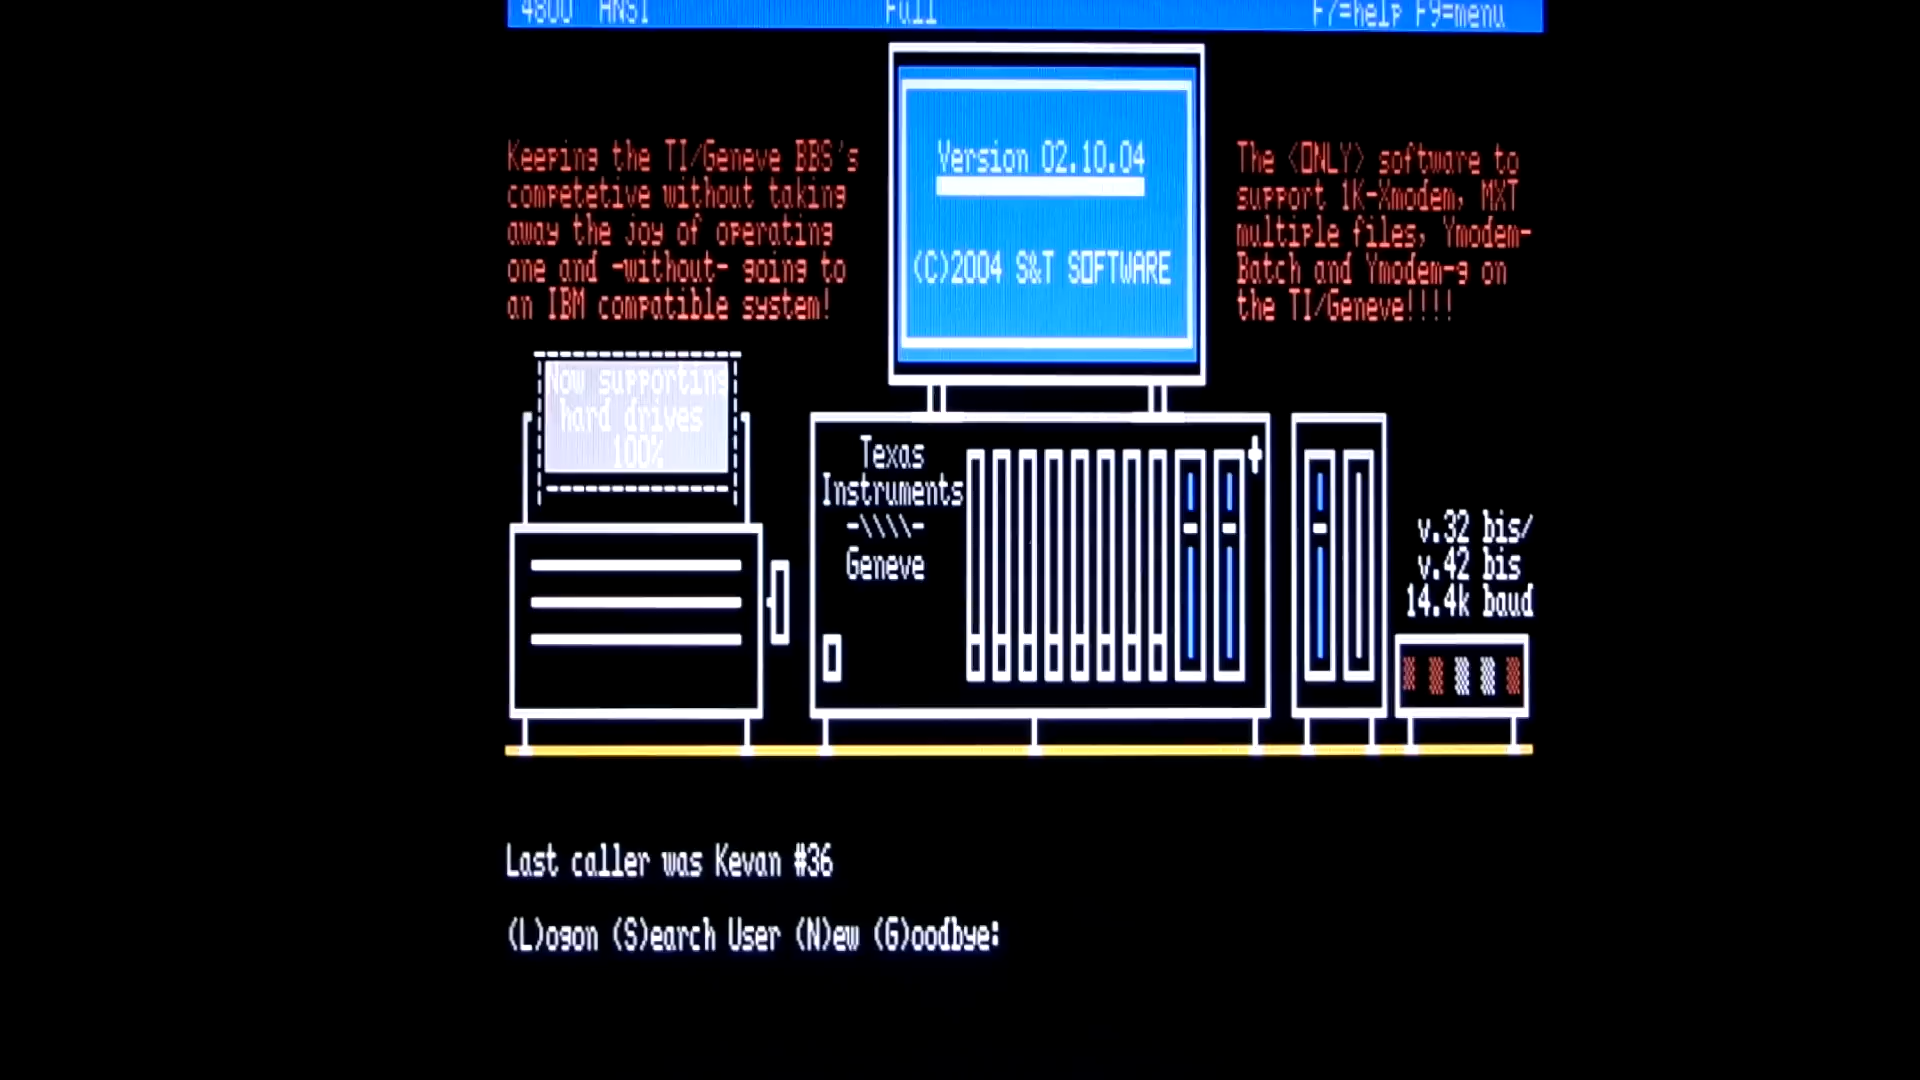 4800 ANSI Full F7=help F9=menu
Keeping the TI/Geneve BBS's
competetive without taking
away the joy of operating
one and -without- going to
an IBM compatible system!
Version 02.10.04
(C)2004 S&T SOFTWARE
The <ONLY> software to
support 1K-Xmodem, MXT
multiple files, Ymodem-
Batch and Ymodem-g on
the TI/Geneve!!!!
Now supporting
hard drives
100%
Texas
Instruments
-\\\\-
Geneve
v.32 bis/
v.42 bis
14.4k baud
Last caller was Kevan #36
(L)ogon (S)earch User (N)ew (G)oodbye: